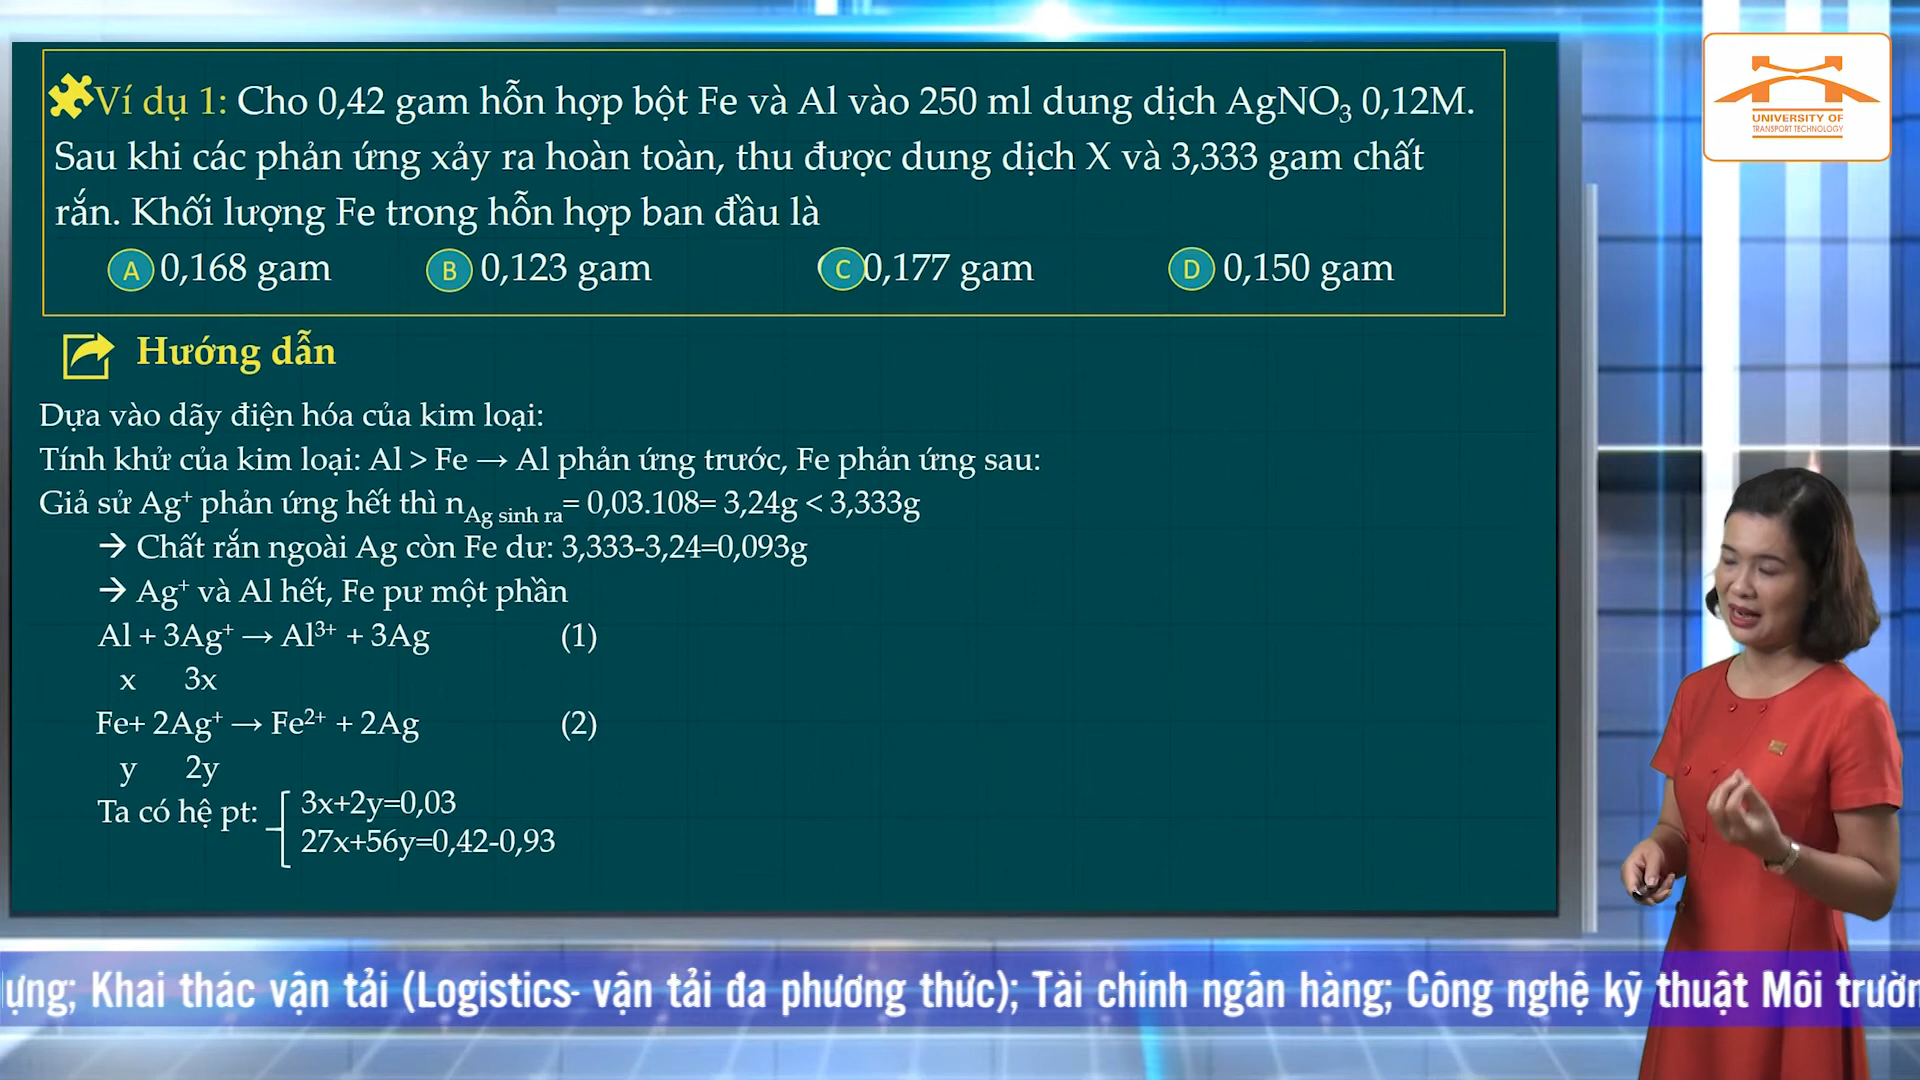 Ví dụ 1: Cho 0,42 gam hỗn hợp bột Fe và Al vào 250 ml dung dịch AgNO₃ 0,12M.
Sau khi các phản ứng xảy ra hoàn toàn, thu được dung dịch X và 3,333 gam chất
rắn. Khối lượng Fe trong hỗn hợp ban đầu là
A 0,168 gam B 0,123 gam C 0,177 gam D 0,150 gam
Hướng dẫn
Dựa vào dãy điện hóa của kim loại:
Tính khử của kim loại: Al > Fe → Al phản ứng trước, Fe phản ứng sau:
Giả sử Ag⁺ phản ứng hết thì n Ag sinh ra= 0,03.108= 3,24g < 3,333g
→ Chất rắn ngoài Ag còn Fe dư: 3,333-3,24=0,093g
→ Ag⁺ và Al hết, Fe pư một phần
Al + 3Ag⁺ → Al³⁺ + 3Ag (1)
x 3x
Fe+ 2Ag⁺ → Fe²⁺ + 2Ag (2)
y 2y
Ta có hệ pt:
3x+2y=0,03
27x+56y=0,42-0,93
UNIVERSITY OF
TRANSPORT TECHNOLOGY
ựng; Khai thác vận tải (Logistics- vận tải đa phương thức); Tài chính ngân hàng; Công nghệ kỹ thuật Môi trườn